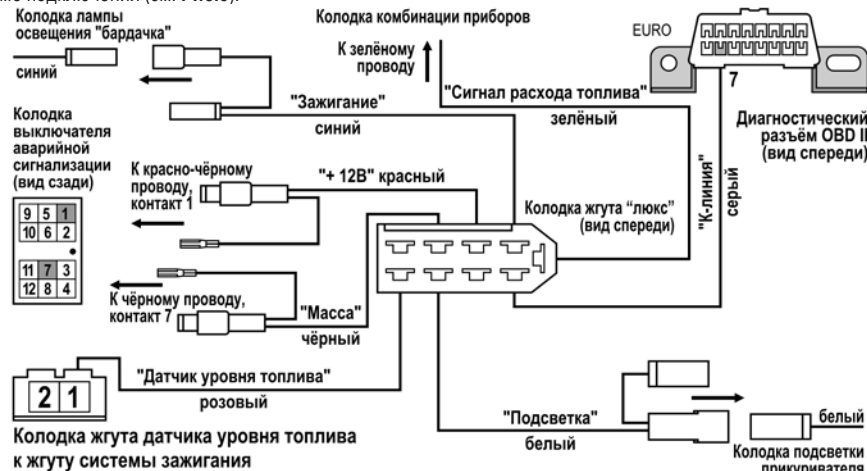 Колодка лампы
освещения "бардачка"
синий
Колодка комбинации приборов
К зелёному
проводу
EURO
7
"Зажигание"
синий
"Сигнал расхода топлива"
зелёный
Диагностический
разъём OBD II
(вид спереди)
Колодка
выключателя
аварийной
сигнализации
(вид сзади)
9 5 1
10 6 2
11 7 3
12 8 4
К красно-чёрному
проводу,
контакт 1
"+ 12В" красный
Колодка жгута "люкс"
(вид спереди)
"К-линия"
серый
К чёрному проводу,
контакт 7
"Масса"
чёрный
2 1
"Датчик уровня топлива"
розовый
Колодка жгута датчика уровня топлива
к жгуту системы зажигания
"Подсветка"
белый
белый
Колодка подсветки
прикуривателя